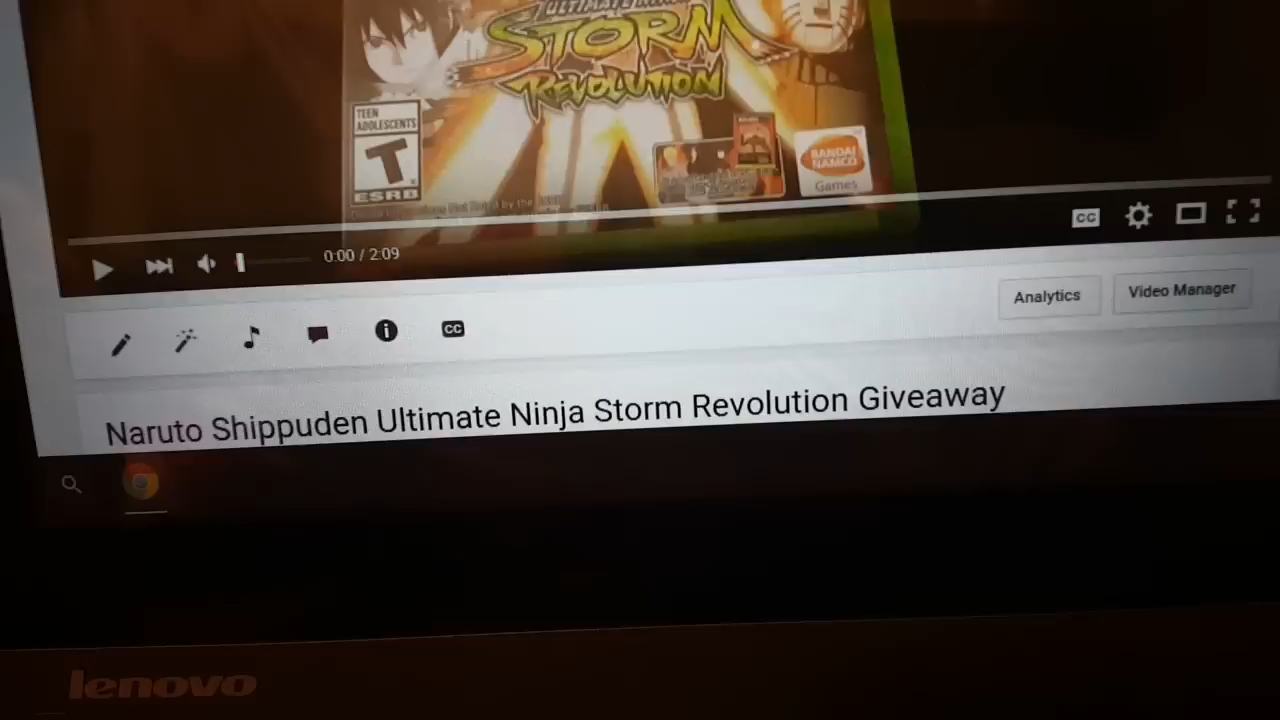 ULTIMATE
STORM
REVOLUTION
TEEN
ADOLESCENTS
T
ESRB
BANDAI
NAMCO
Games
0:00 / 2:09
CC
Analytics
Video Manager
CC
Naruto Shippuden Ultimate Ninja Storm Revolution Giveaway
lenovo